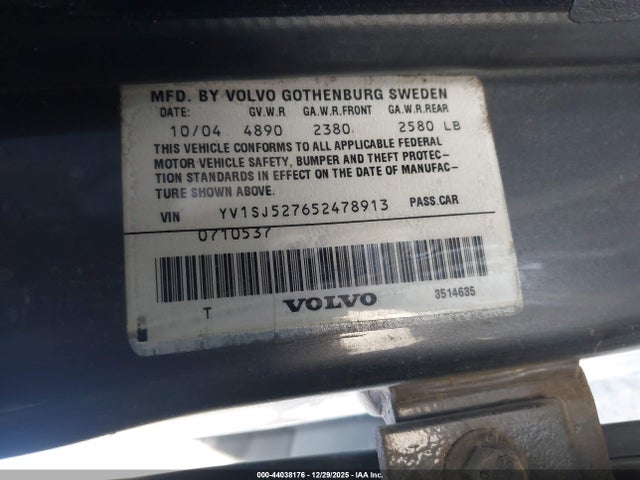 MFD. BY VOLVO GOTHENBURG SWEDEN
DATE: GV.W.R GA.W.R.FRONT GA.W.R.REAR
10/04 4890 2380 2580 LB
THIS VEHICLE CONFORMS TO ALL APPLICABLE FEDERAL
MOTOR VEHICLE SAFETY, BUMPER AND THEFT PROTEC-
TION STANDARDS IN EFFECT ON THE DATE OF MANUFAC-
TURE SHOWN ABOVE.
VIN YV1SJ527652478913 PASS.CAR
0710537
T VOLVO 3514635
000-44038176 - 12/29/2025 - IAA Inc.